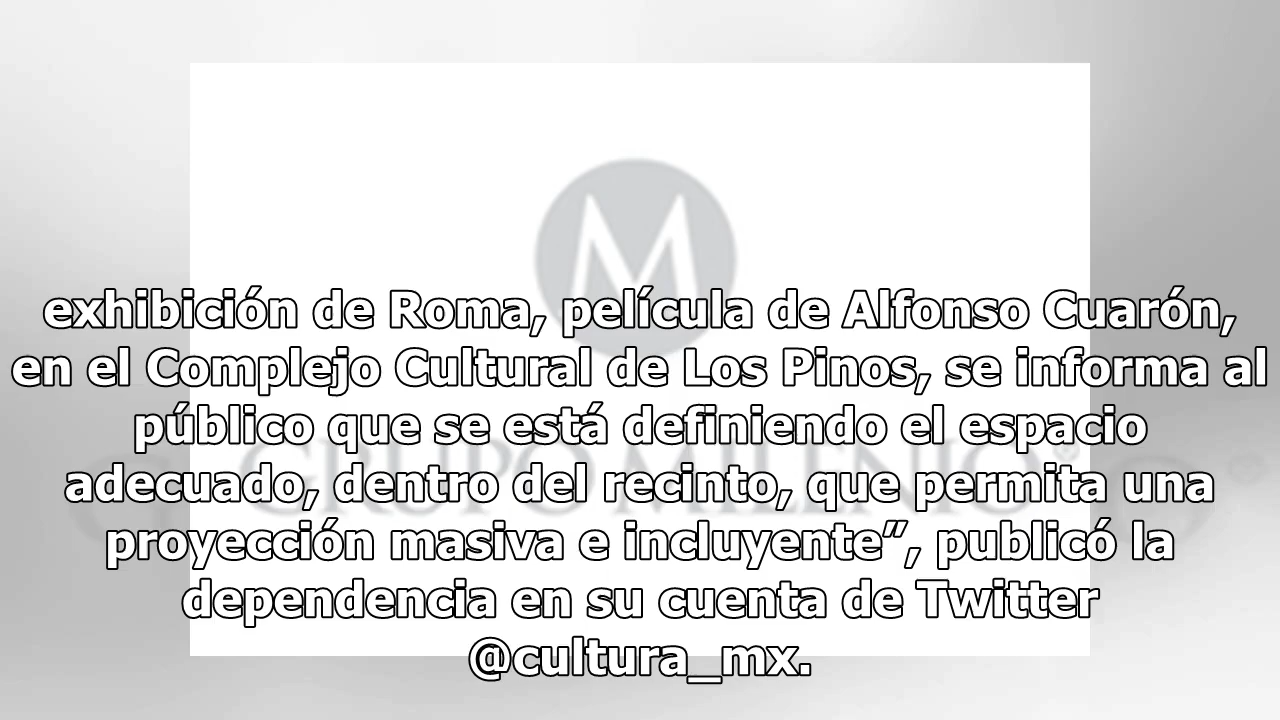 M
GRUPO MILENIO®
exhibición de Roma, película de Alfonso Cuarón,
en el Complejo Cultural de Los Pinos, se informa al
público que se está definiendo el espacio
adecuado, dentro del recinto, que permita una
proyección masiva e incluyente”, publicó la
dependencia en su cuenta de Twitter
@cultura_mx.